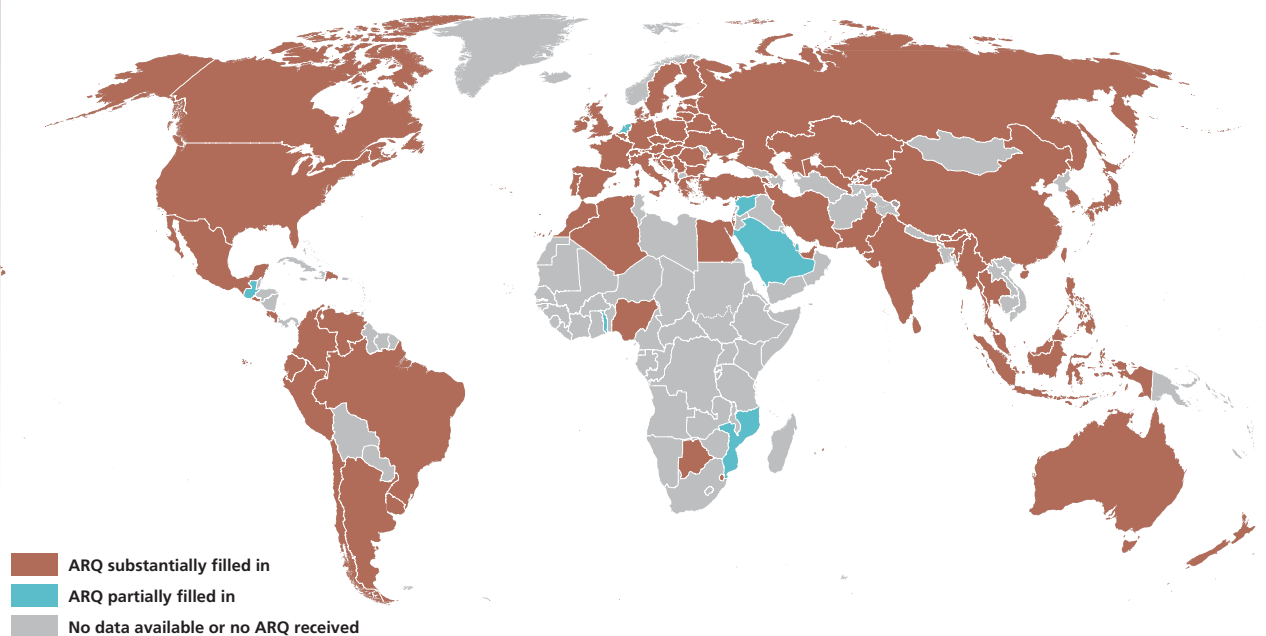 ARQ substantially filled in
ARQ partially filled in
No data available or no ARQ received